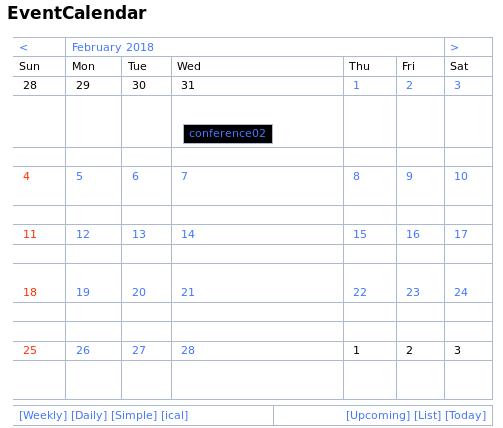 EventCalendar
< February 2018 >
Sun Mon Tue Wed Thu Fri Sat
28 29 30 31 1 2 3
conference02
4 5 6 7 8 9 10
11 12 13 14 15 16 17
18 19 20 21 22 23 24
25 26 27 28 1 2 3
[Weekly] [Daily] [Simple] [ical] [Upcoming] [List] [Today]